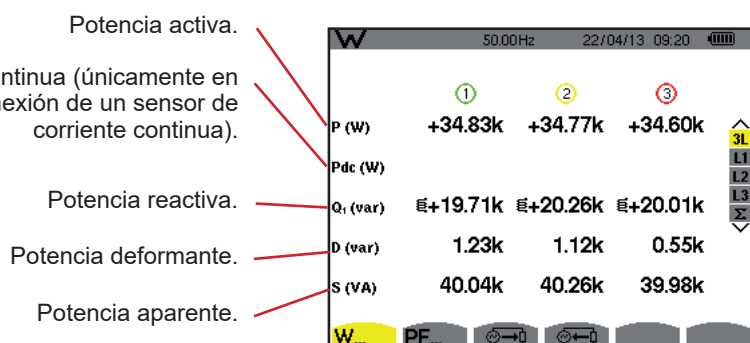 Potencia activa.
ntinua (únicamente en
nexión de un sensor de
corriente continua).
Potencia reactiva.
Potencia deformante.
Potencia aparente.
W 50.00Hz 22/04/13 09:20
1 2 3
P (W) +34.83k +34.77k +34.60k
3L
Pdc (W)
L1
L2
Q₁ (var) +19.71k +20.26k +20.01k
L3
Σ
D (var) 1.23k 1.12k 0.55k
S (VA) 40.04k 40.26k 39.98k
W... PF...